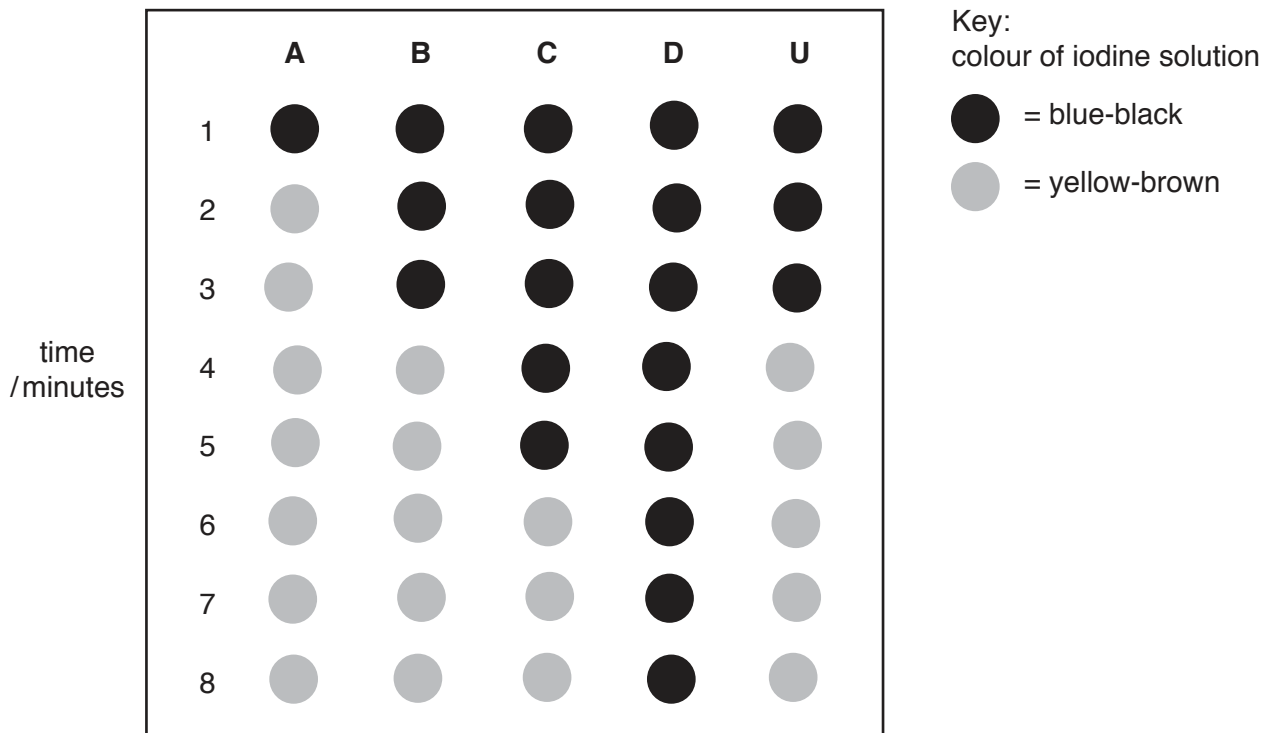 A B C D U
1
2
3
4
5
6
7
8
time
/minutes
Key:
colour of iodine solution
= blue-black
= yellow-brown